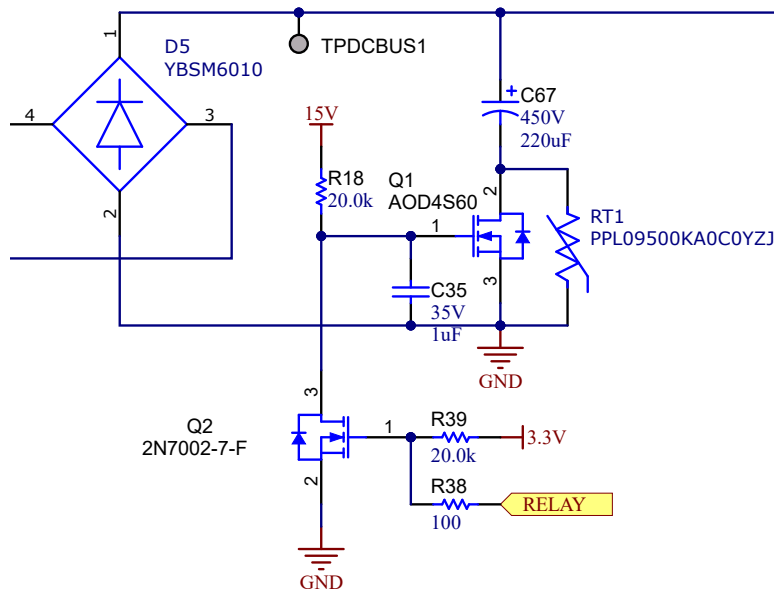 1
D5
YBSM6010
TPDCBUS1
4
3
2
15V
R18
20.0k
Q1
AOD4S60
1
2
3
C67
450V
220uF
+
RT1
PPL09500KA0C0YZJ
C35
35V
1uF
GND
3
Q2
2N7002-7-F
1
2
R39
20.0k
3.3V
R38
100
RELAY
GND